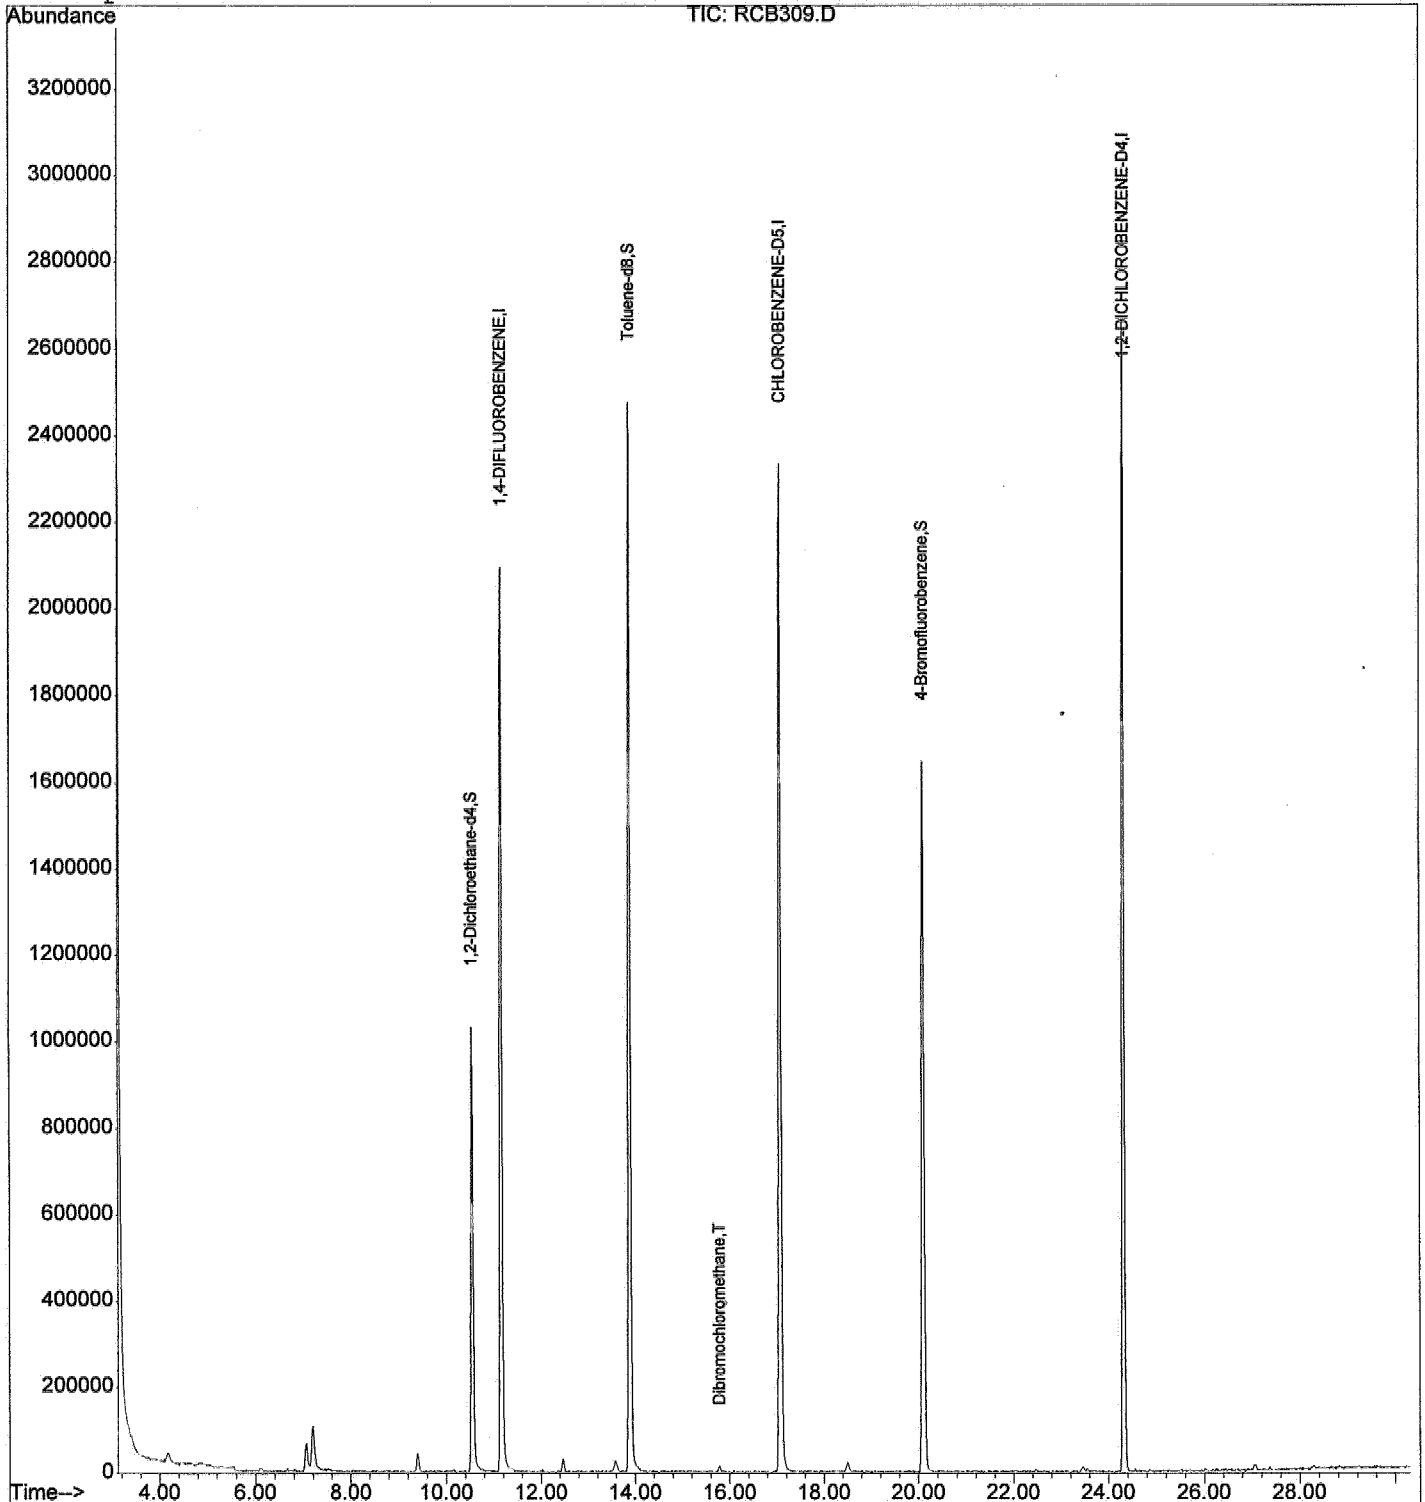 Abundance
TIC: RCB309.D
3200000
3000000
2800000
2600000
2400000
2200000
2000000
1800000
1600000
1400000
1200000
1000000
800000
600000
400000
200000
0
1,2-Dichloroethane-d4,S
1,4-DIFLUOROBENZENE,I
Toluene-d8,S
Dibromochloromethane,T
CHLOROBENZENE-D5,I
4-Bromofluorobenzene,S
1,2-DICHLOROBENZENE-D4,I
Time--> 4.00 6.00 8.00 10.00 12.00 14.00 16.00 18.00 20.00 22.00 24.00 26.00 28.00